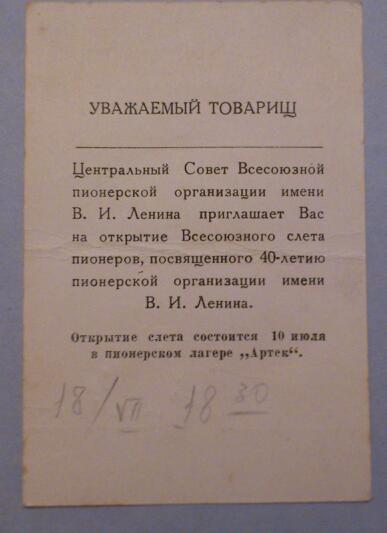 УВАЖАЕМЫЙ ТОВАРИЩ
Центральный Совет Всесоюзной
пионерской организации имени
В. И. Ленина приглашает Вас
на открытие Всесоюзного слета
пионеров, посвященного 40-летию
пионерской организации имени
В. И. Ленина.
Открытие слета состоится 10 июля
в пионерском лагере „Артек“.
18/VII 18 30